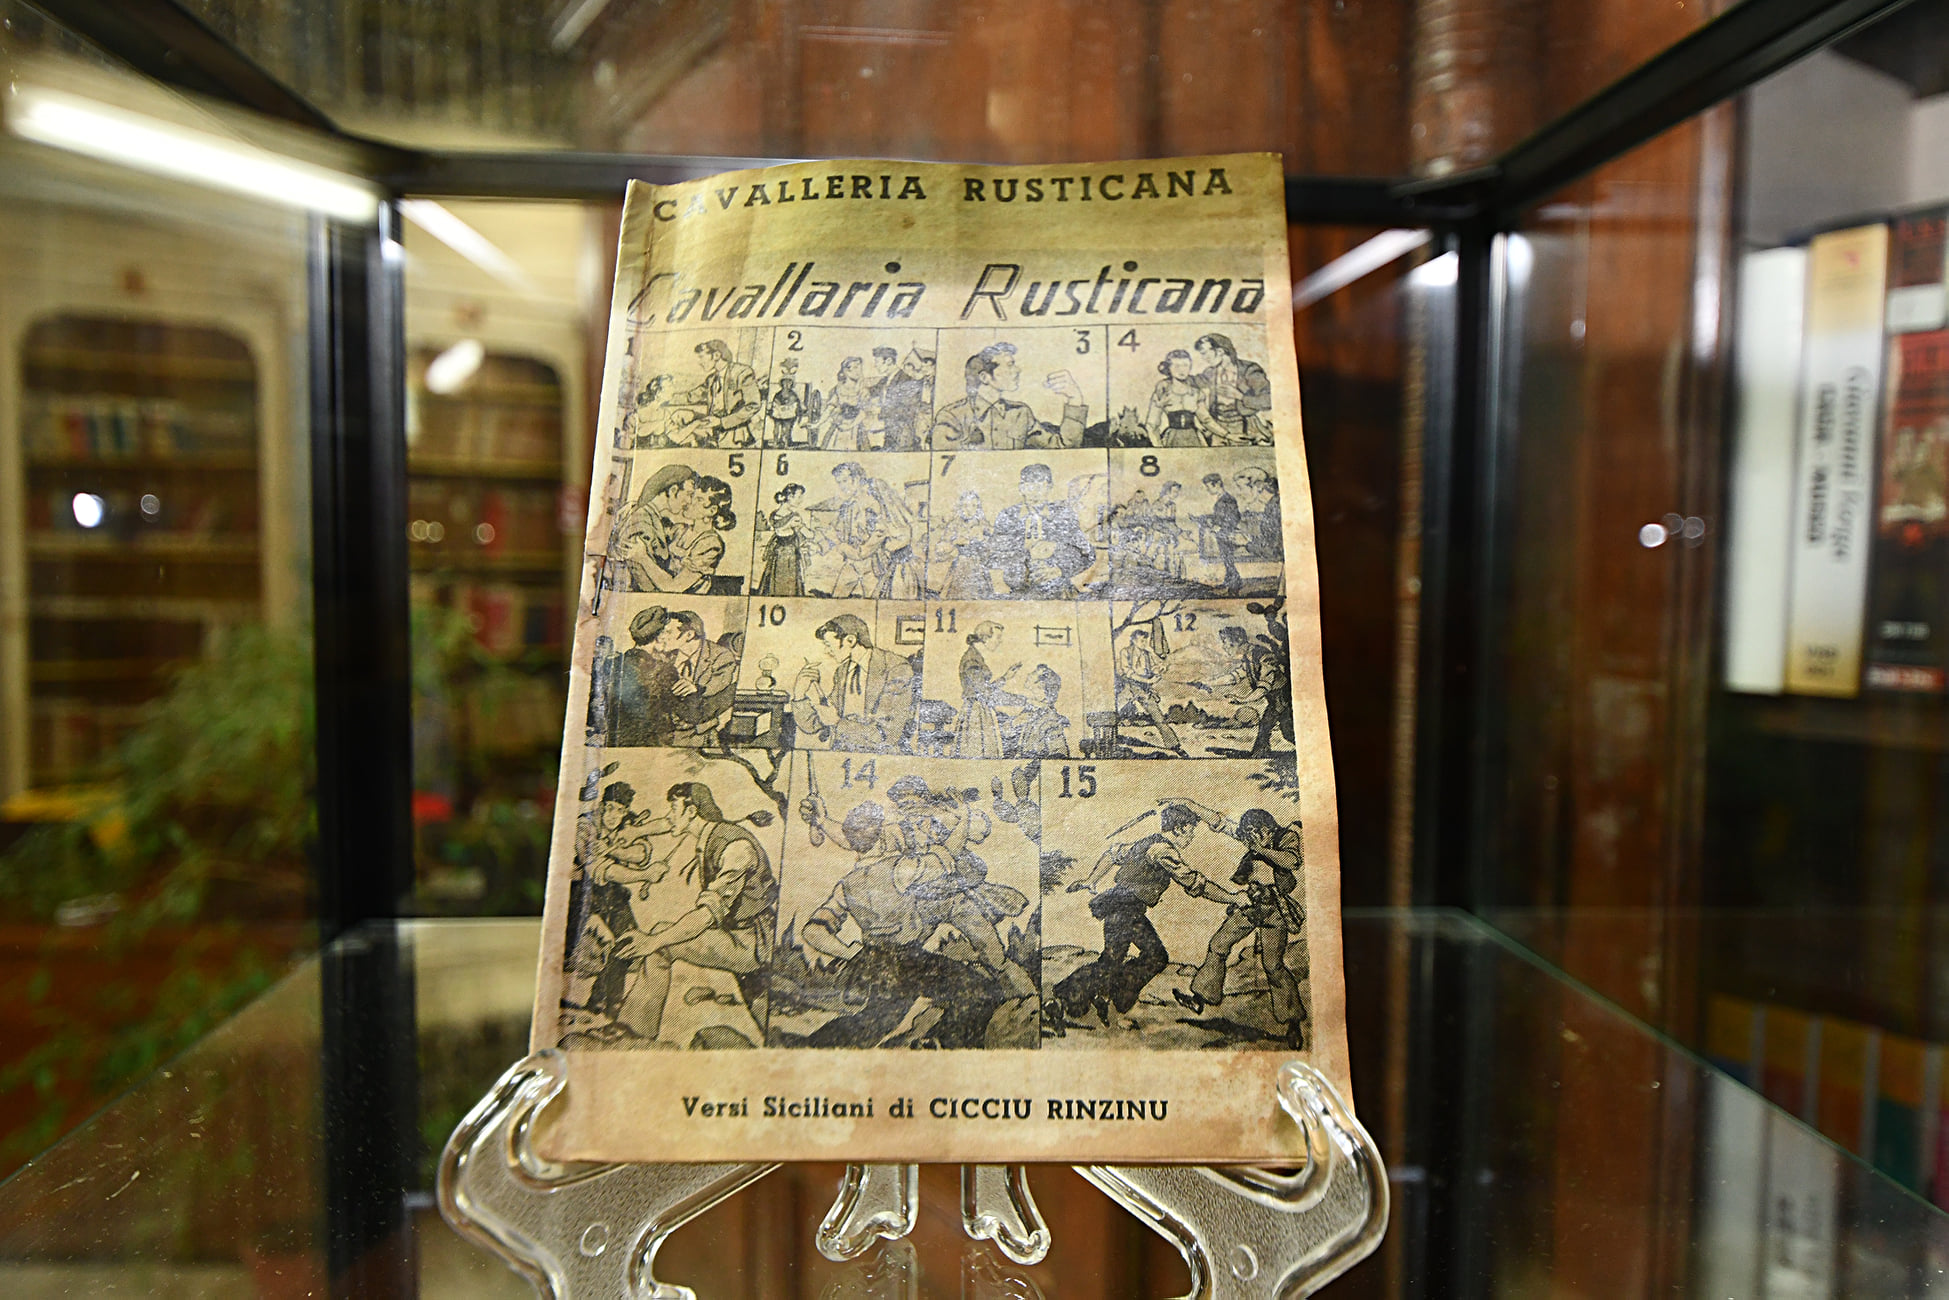 CAVALLERIA RUSTICANA
Cavallaria Rusticana
1 2 3 4
5 6 7 8
10 11 12
14 15
Versi Siciliani di CICCIU RINZINU